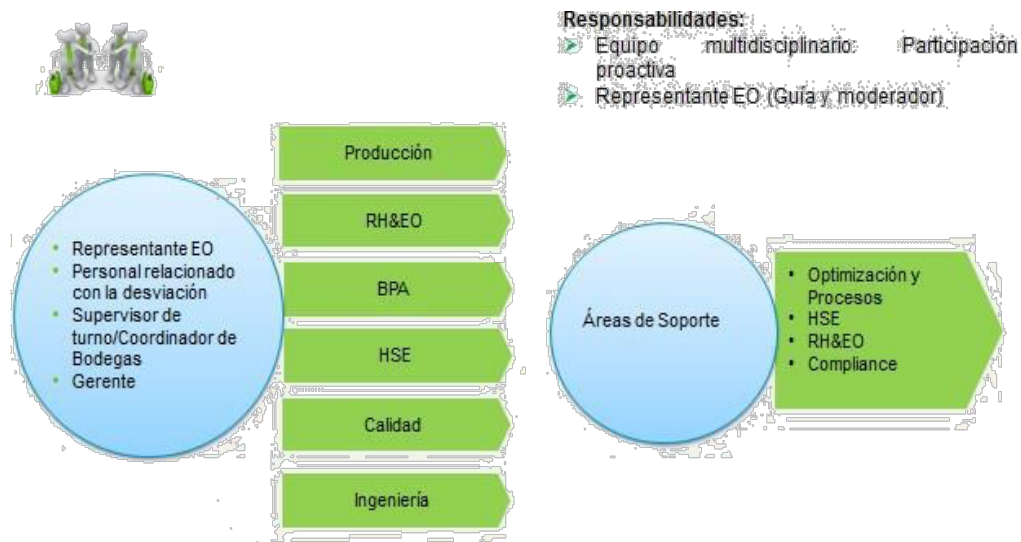 Responsabilidades:
Equipo multidisciplinario: Participación
proactiva
Representante EO (Guía y moderador)
Representante EO
Personal relacionado
con la desviación
Supervisor de
turno/Coordinador de
Bodegas
Gerente
Producción
RH&EO
BPA
HSE
Calidad
Ingeniería
Áreas de Soporte
Optimización y
Procesos
HSE
RH&EO
Compliance